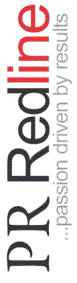 PR Redline
...passion driven by results